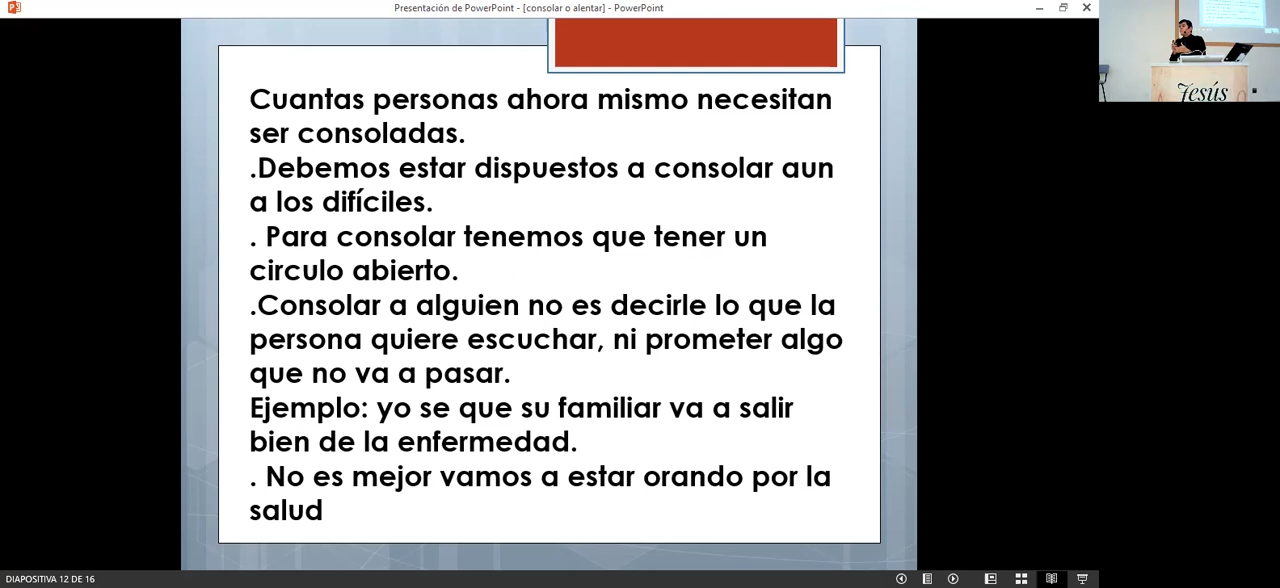 Presentación de PowerPoint - [consolar o alentar] - PowerPoint
Cuantas personas ahora mismo necesitan
ser consoladas.
.Debemos estar dispuestos a consolar aun
a los difíciles.
. Para consolar tenemos que tener un
circulo abierto.
.Consolar a alguien no es decirle lo que la
persona quiere escuchar, ni prometer algo
que no va a pasar.
Ejemplo: yo se que su familiar va a salir
bien de la enfermedad.
. No es mejor vamos a estar orando por la
salud
Jesús
DIAPOSITIVA 12 DE 16